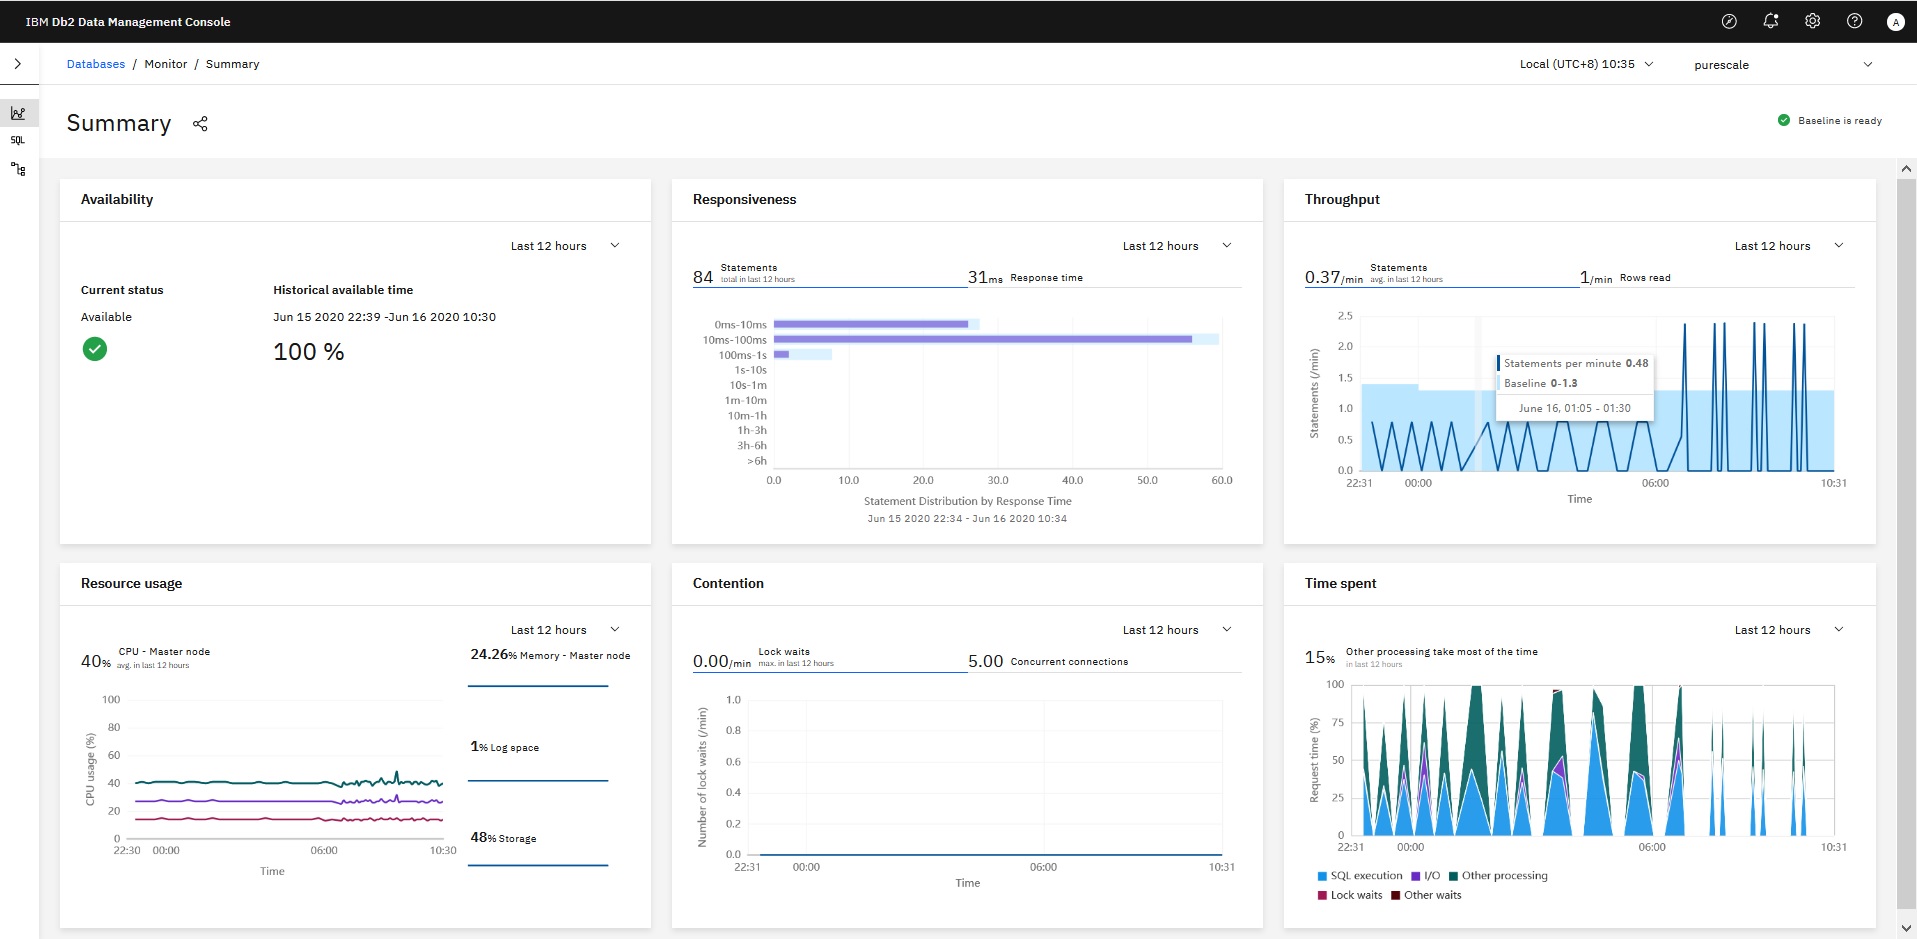 IBM Db2 Data Management Console
A
Databases / Monitor / Summary
Local (UTC+8) 10:35
purescale
SQL
Summary
Baseline is ready
Availability
Last 12 hours
Current status
Historical available time
Available
Jun 15 2020 22:39 -Jun 16 2020 10:30
100 %
Responsiveness
Last 12 hours
84 Statements
total in last 12 hours
31ms Response time
0ms-10ms
10ms-100ms
100ms-1s
1s-10s
10s-1m
1m-10m
10m-1h
1h-3h
3h-6h
>6h
0.0 10.0 20.0 30.0 40.0 50.0 60.0
Statement Distribution by Response Time
Jun 15 2020 22:34 - Jun 16 2020 10:34
Throughput
Last 12 hours
0.37/min Statements
avg. in last 12 hours
1/min Rows read
2.5
2.0
1.5
1.0
0.5
0.0
Statements (/min)
Statements per minute 0.48
Baseline 0-1.3
June 16, 01:05 - 01:30
22:31 00:00 06:00 10:31
Time
Resource usage
Last 12 hours
40% CPU - Master node
avg. in last 12 hours
24.26% Memory - Master node
100
80
60
40
20
0
CPU usage (%)
22:30 00:00 06:00 10:30
Time
1% Log space
48% Storage
Contention
Last 12 hours
0.00/min Lock waits
max. in last 12 hours
5.00 Concurrent connections
1.0
0.8
0.6
0.4
0.2
0.0
Number of lock waits (/min)
22:31 00:00 06:00 10:31
Time
Time spent
Last 12 hours
15% Other processing take most of the time
in last 12 hours
100
75
50
25
0
Request time (%)
22:31 00:00 06:00 10:31
SQL execution I/O Other processing
Lock waits Other waits